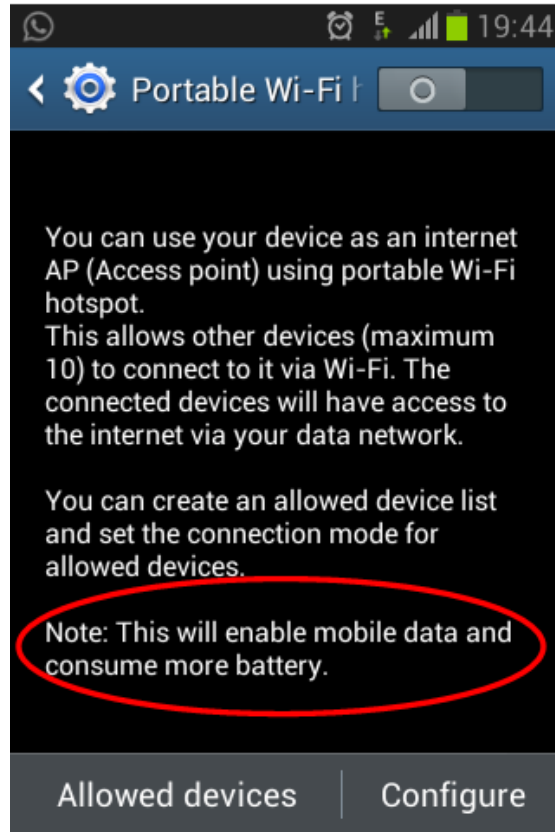 E 19:44
Portable Wi-Fi
You can use your device as an internet
AP (Access point) using portable Wi-Fi
hotspot.
This allows other devices (maximum
10) to connect to it via Wi-Fi. The
connected devices will have access to
the internet via your data network.

You can create an allowed device list
and set the connection mode for
allowed devices.

Note: This will enable mobile data and
consume more battery.

Allowed devices Configure